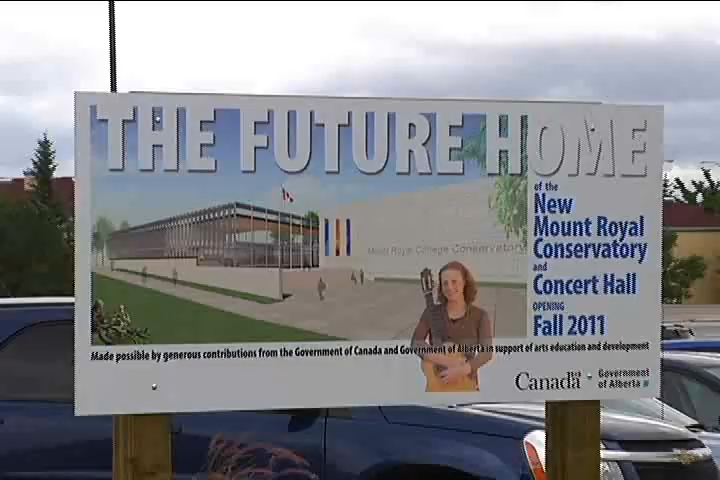 THE FUTURE HOME
of the
New
Mount Royal
Conservatory
and
Concert Hall
OPENING
Fall 2011
Mount Royal College Conservatory
Made possible by generous contributions from the Government of Canada and Government of Alberta in support of arts education and development
Canada
Government
of Alberta